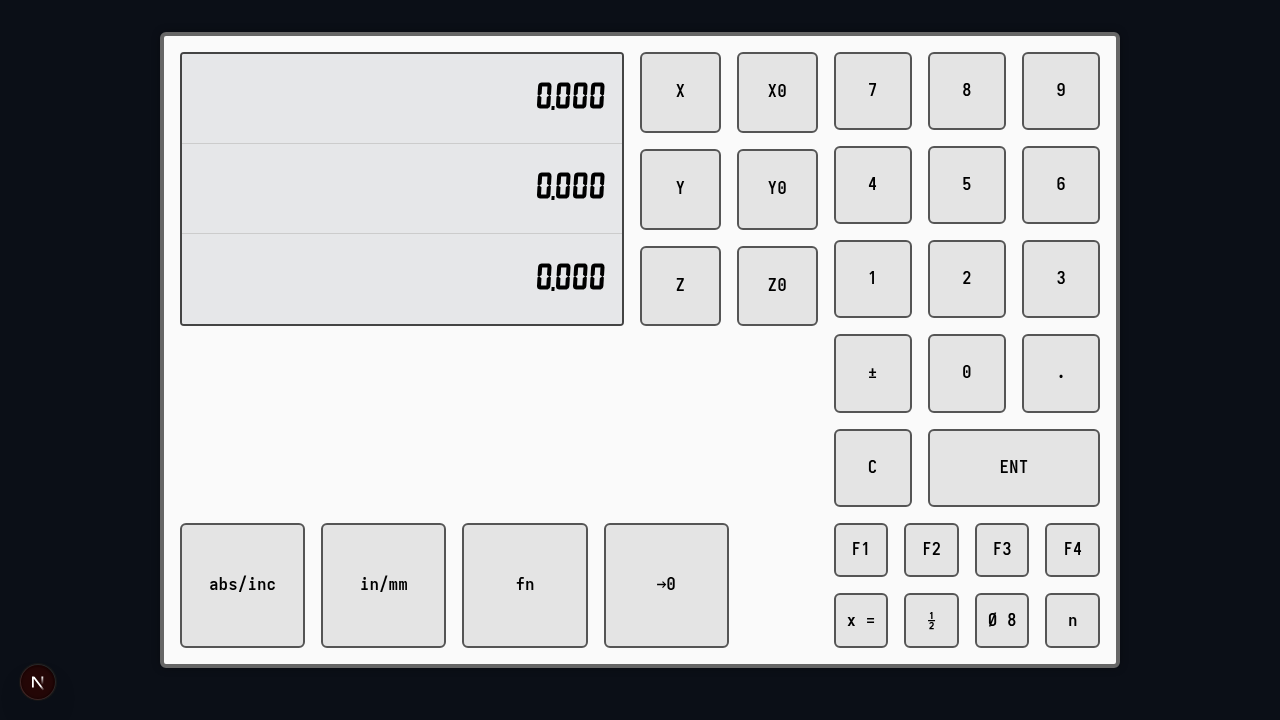 0.000
0.000
0.000
X X0 7 8 9
Y Y0 4 5 6
Z Z0 1 2 3
± 0 .
C ENT
abs/inc in/mm fn →0 F1 F2 F3 F4
x = ½ Ø 8 n
N